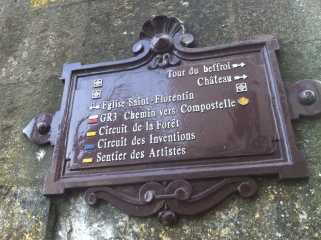 Tour du beffroi
Château
Eglise Saint-Florentin
GR3 Chemin vers Compostelle
Circuit de la Forêt
Circuit des Inventions
Sentier des Artistes